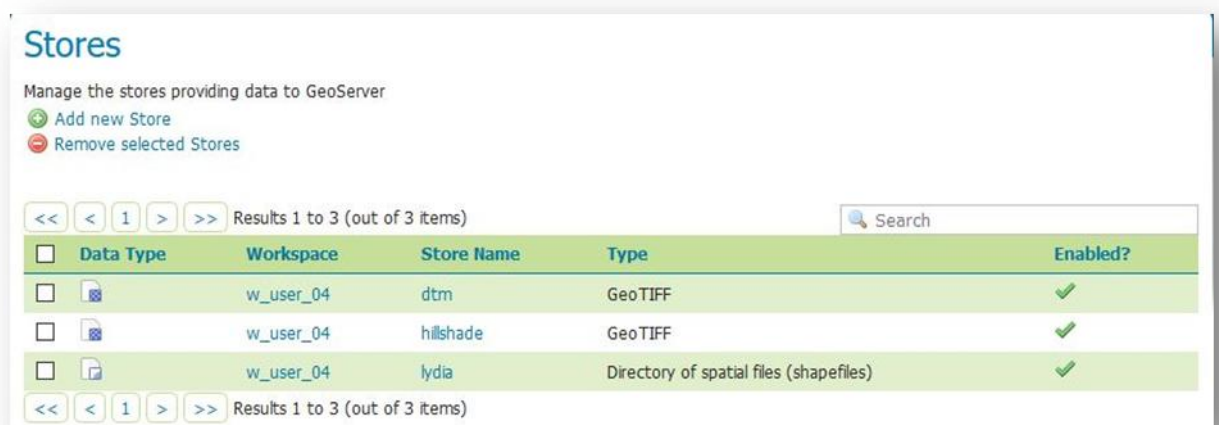 Stores
Manage the stores providing data to GeoServer
Add new Store
Remove selected Stores
<< < 1 > >> Results 1 to 3 (out of 3 items) Search
Data Type Workspace Store Name Type Enabled?
w_user_04 dtm GeoTIFF
w_user_04 hillshade GeoTIFF
w_user_04 lydia Directory of spatial files (shapefiles)
<< < 1 > >> Results 1 to 3 (out of 3 items)